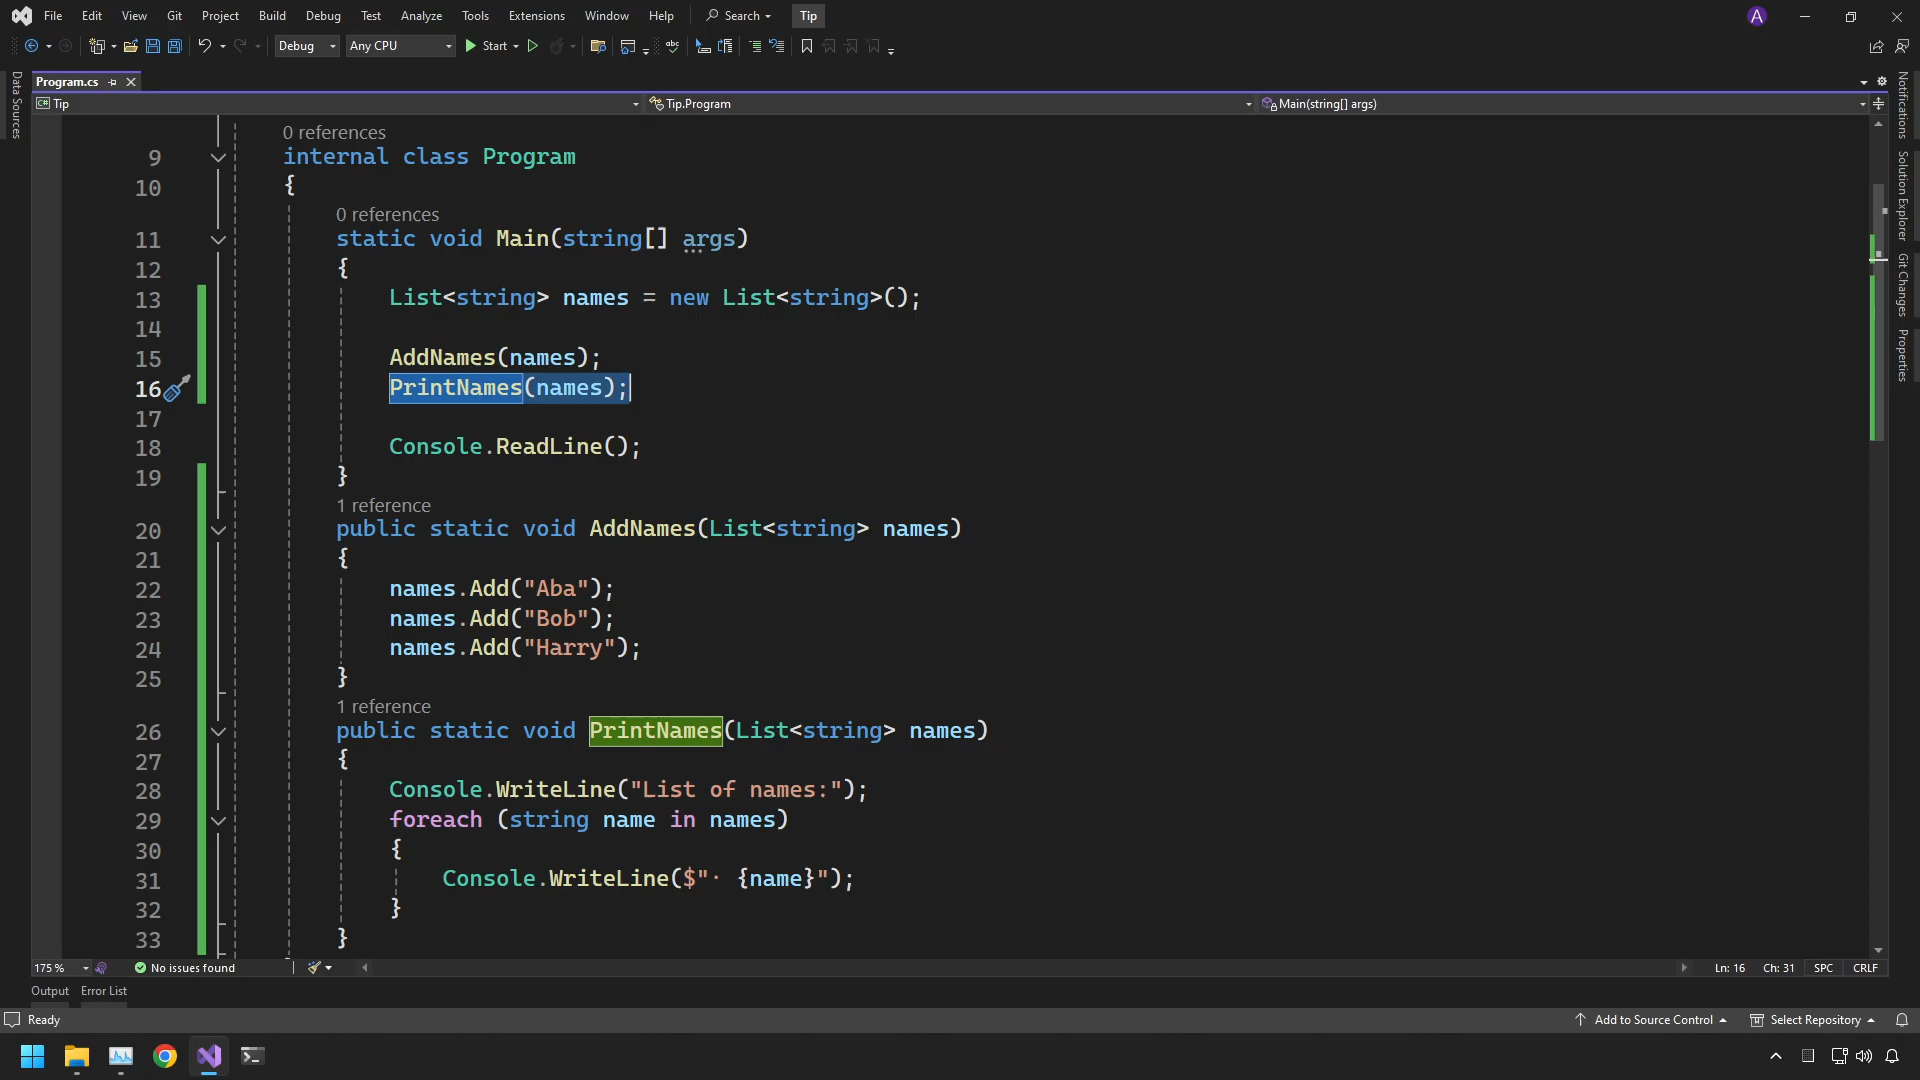 File Edit View Git Project Build Debug Test Analyze Tools Extensions Window Help Search Tip A
Debug Any CPU Start abc
Program.cs
Data Sources
C# Tip Tip.Program Main(string[] args)
0 references
9 internal class Program
10 {
0 references
11 static void Main(string[] args)
12 {
13 List<string> names = new List<string>();
14
15 AddNames(names);
16 PrintNames(names);
17
18 Console.ReadLine();
19 }
1 reference
20 public static void AddNames(List<string> names)
21 {
22 names.Add("Aba");
23 names.Add("Bob");
24 names.Add("Harry");
25 }
1 reference
26 public static void PrintNames(List<string> names)
27 {
28 Console.WriteLine("List of names:");
29 foreach (string name in names)
30 {
31 Console.WriteLine($"· {name}");
32 }
33 }
Notifications
Solution Explorer
Git Changes
Properties
175 % No issues found Ln: 16 Ch: 31 SPC CRLF
Output Error List
Ready Add to Source Control Select Repository